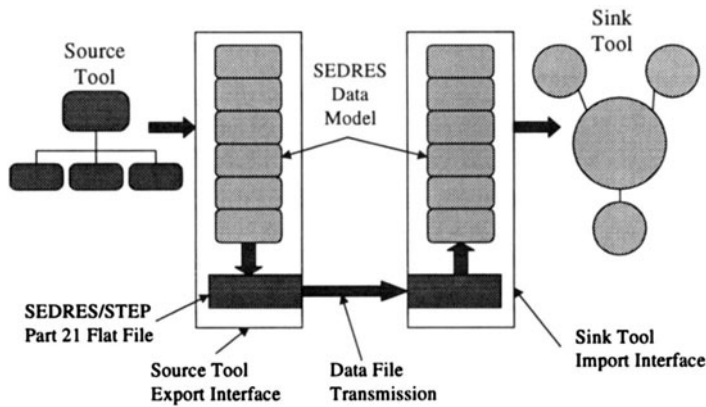 Source
Tool
SEDRES
Data
Model
Sink
Tool
SEDRES/STEP
Part 21 Flat File
Source Tool
Export Interface
Data File
Transmission
Sink Tool
Import Interface